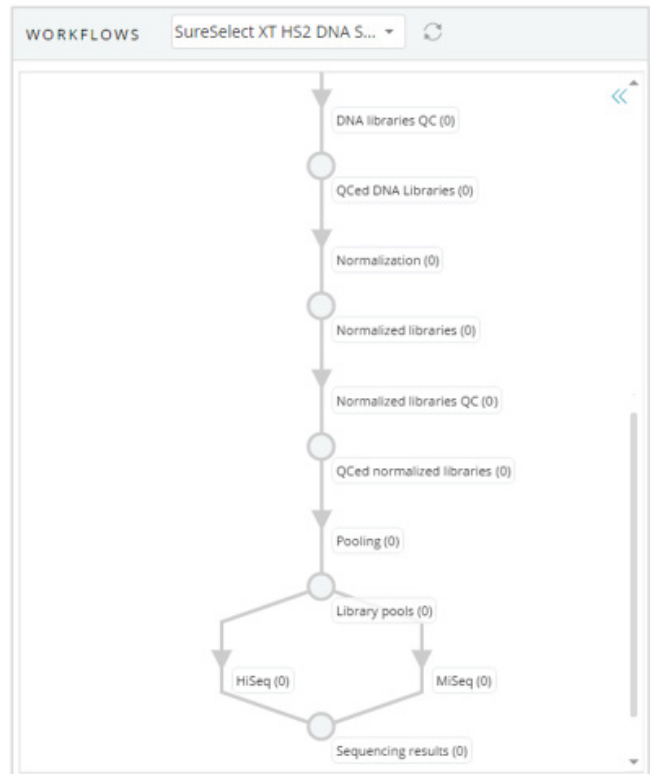 WORKFLOWS SureSelect XT HS2 DNA S...
DNA libraries QC (0)
QCed DNA Libraries (0)
Normalization (0)
Normalized libraries (0)
Normalized libraries QC (0)
QCed normalized libraries (0)
Pooling (0)
Library pools (0)
HiSeq (0) MiSeq (0)
Sequencing results (0)